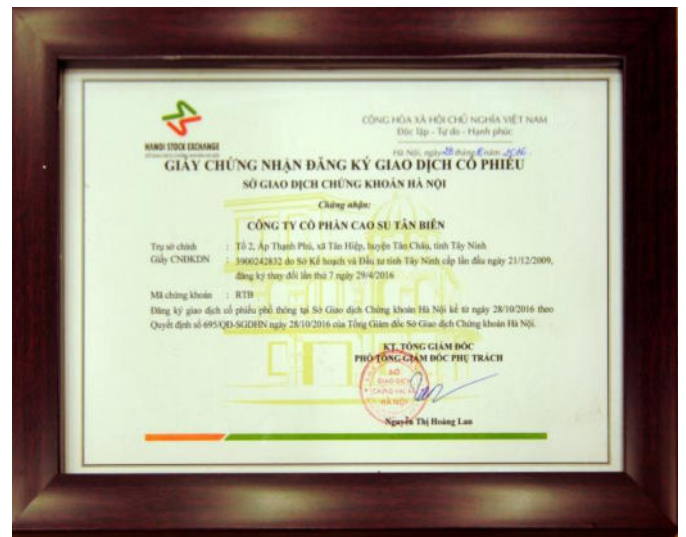 HANOI STOCK EXCHANGE
CỘNG HÒA XÃ HỘI CHỦ NGHĨA VIỆT NAM
Độc lập - Tự do - Hạnh phúc
Hà Nội, ngày 28 tháng năm 2016
GIẤY CHỨNG NHẬN ĐĂNG KÝ GIAO DỊCH CỔ PHIẾU
SỞ GIAO DỊCH CHỨNG KHOÁN HÀ NỘI
Chứng nhận:
CÔNG TY CỔ PHẦN CAO SU TÂN BIÊN
Trụ sở chính : Tổ 2, Ấp Thạnh Phú, xã Tân Hiệp, huyện Tân Châu, tỉnh Tây Ninh
Giấy CNĐKDN : 3900242832 do Sở Kế hoạch và Đầu tư tỉnh Tây Ninh cấp lần đầu ngày 21/12/2009,
đăng ký thay đổi lần thứ 7 ngày 29/4/2016
Mã chứng khoán : RTB
Đăng ký giao dịch cổ phiếu phổ thông tại Sở Giao dịch Chứng khoán Hà Nội kể từ ngày 28/10/2016 theo
Quyết định số 695/QĐ-SGDHN ngày 28/10/2016 của Tổng Giám đốc Sở Giao dịch Chứng khoán Hà Nội.
KT. TỔNG GIÁM ĐỐC
PHÓ TỔNG GIÁM ĐỐC PHỤ TRÁCH
SỞ
GIAO DỊCH
CHỨNG KHOÁN
HÀ NỘI
Nguyễn Thị Hoàng Lan